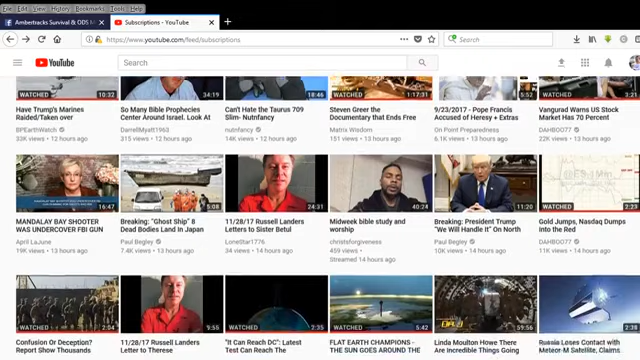 File Edit View History Bookmarks Tools Help
Ambertracks Survival & ODS M
Subscriptions - YouTube
https://www.youtube.com/feed/subscriptions
Search
YouTube
Search
WATCHED 10:32
34:19
18:46
WATCHED 1:17:31
5:52
WATCHED 3:12
Have Trump's Marines Raided/Taken over
BPEarthWatch
33K views • 12 hours ago
So Many Bible Prophecies Center Around Israel. Look At
DarrellMyatt1963
315 views • 12 hours ago
Can't Hate the Taurus 709 Slim- Nutnfancy
nutnfancy
14K views • 12 hours ago
Steven Greer the Documentary that Ends Free
Matrix Wisdom
151 views • 13 hours ago
9/23/2017 - Pope Francis Accused of Heresy + Extras
On Point Preparedness
6.1K views • 13 hours ago
Vangurad Warns US Stock Market Has 70 Percent
DAHBOO77
22K views • 13 hours ago
WATCHED 16:47
5:08
24:31
40:24
11:20
WATCHED 2:23
MANDALAY BAY SHOOTER WAS UNDERCOVER FBI GUN
April LaJune
19K views • 13 hours ago
Breaking: "Ghost Ship" 8 Dead Bodies Land In Japan
Paul Begley
7.4K views • 13 hours ago
11/28/17 Russell Landers Letters to Sister Betul
LoneStar1776
34 views • 14 hours ago
Midweek bible study and worship
christsforgiveness
459 views •
Streamed 14 hours ago
Breaking: President Trump "We Will Handle It" On North
Paul Begley
10K views • 14 hours ago
Gold Jumps, Nasdaq Dumps Into the Red
DAHBOO77
11K views • 14 hours ago
WATCHED 2:04
9:55
WATCHED 2:35
WATCHED 5:42
WATCHED
WATCHED 2:38
Confusion Or Deception? Report Show Thousands
11/28/17 Russell Landers Letter to Therese
"It Can Reach DC": Latest Test Can Reach The
FLAT EARTH CHAMPIONS - THE SUN GOES AROUND THE
Linda Moulton Howe There Are Incredible Things Going
Russia Loses Contact with Meteor-M Satellite, Claims